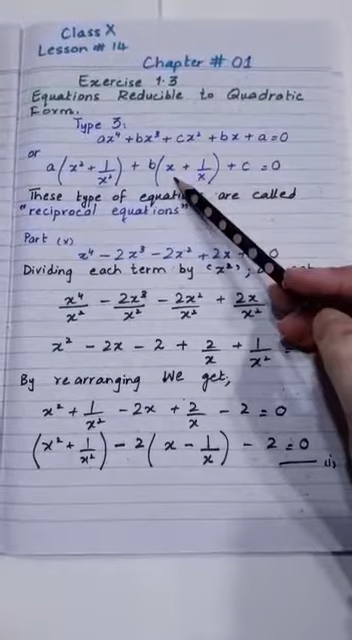 Class X
Lesson # 14
Chapter # 01
Exercise 1.3
Equations Reducible to Quadratic
Form.
Type 3:
ax⁴ + bx³ + cx² + bx + a = 0
or
a(x² + 1/x²) + b(x + 1/x) + c = 0
These type of are called
"reciprocal equations"
Part (x)
x⁴ - 2x³ - 2x² + 2x 0
Dividing each term by (x²),
x⁴/x² - 2x³/x² - 2x²/x² + 2x/x²
x² - 2x - 2 + 2/x + 1/x² =
By rearranging We get,
x² + 1/x² - 2x + 2/x - 2 = 0
(x² + 1/x²) - 2(x - 1/x) - 2 = 0